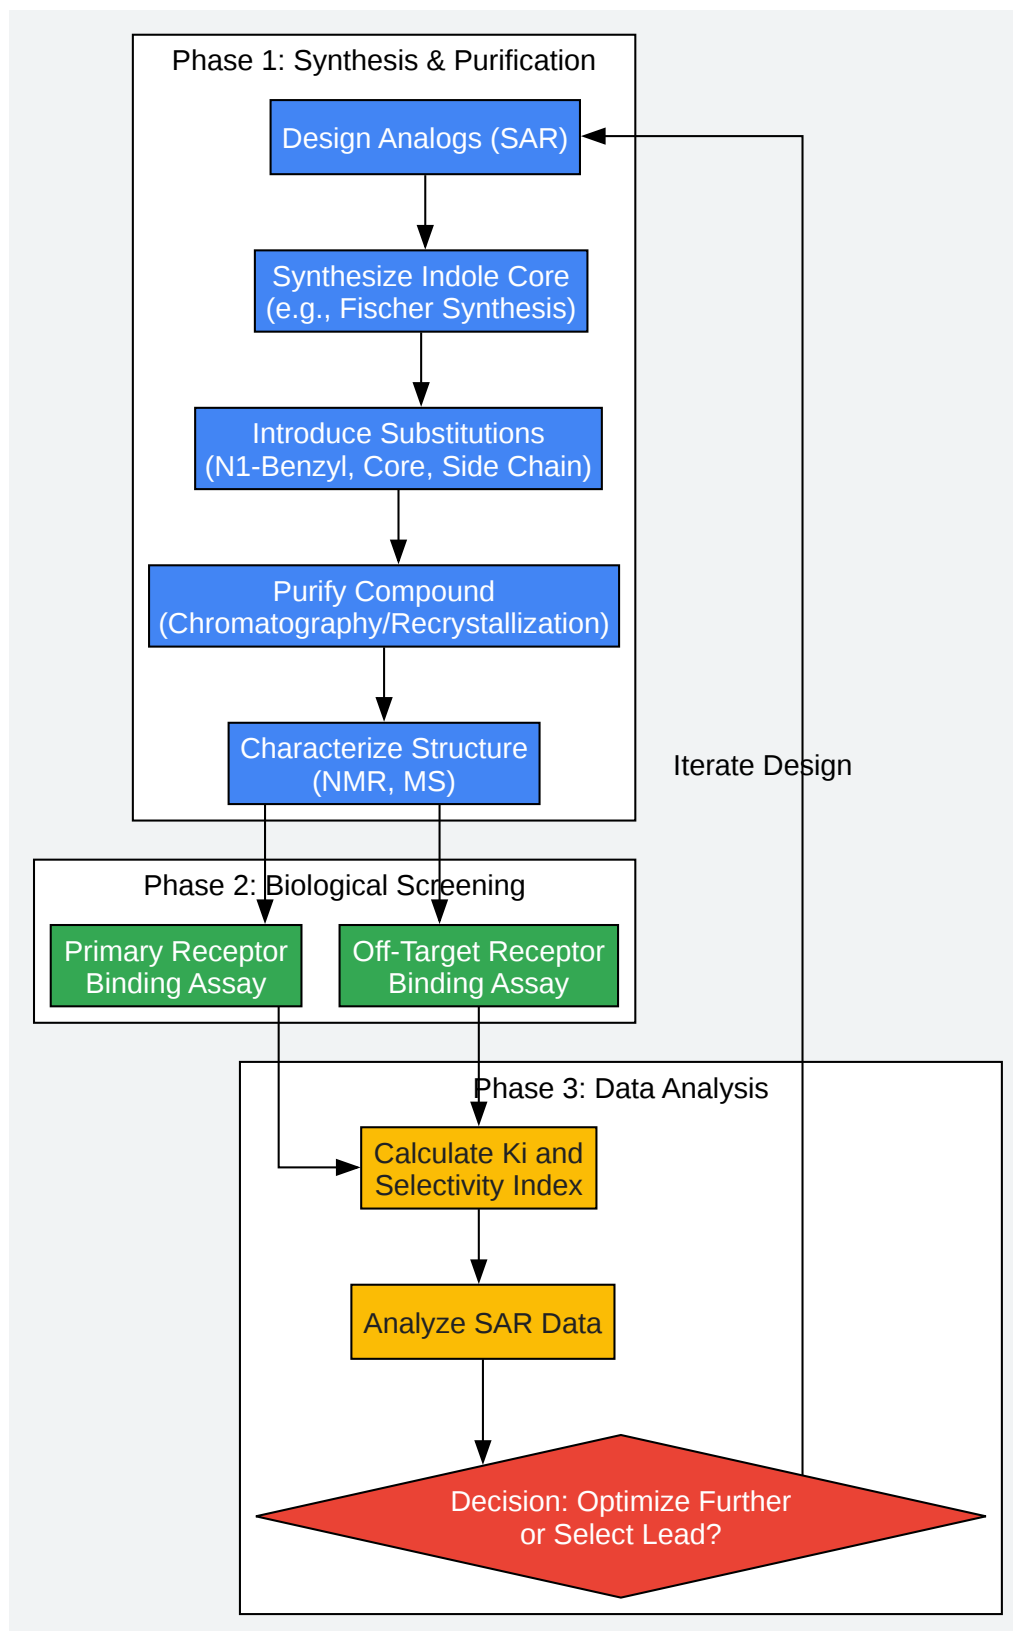 Phase 1: Synthesis & Purification
Design Analogs (SAR)
Synthesize Indole Core
(e.g., Fischer Synthesis)
Introduce Substitutions
(N1-Benzyl, Core, Side Chain)
Purify Compound
(Chromatography/Recrystallization)
Characterize Structure
(NMR, MS)
Iterate Design
Phase 2: Biological Screening
Primary Receptor
Binding Assay
Off-Target Receptor
Binding Assay
Phase 3: Data Analysis
Calculate Ki and
Selectivity Index
Analyze SAR Data
Decision: Optimize Further
or Select Lead?